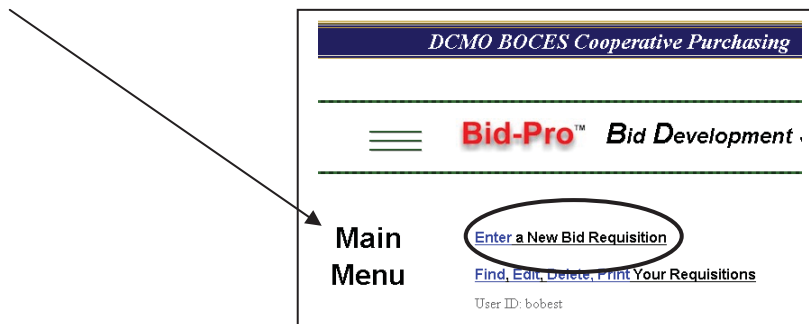 DCMO BOCES Cooperative Purchasing
Bid-Pro™ Bid Development
Main Menu
Enter a New Bid Requisition
Find, Edit, Delete, Print Your Requisitions
User ID: bobest